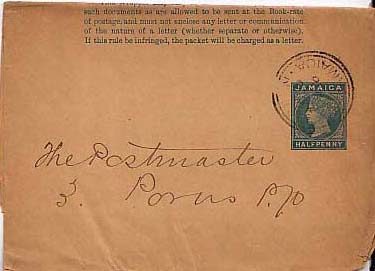 such documents as are allowed to be sent at the Book-rate
of postage, and must not enclose any letter or communication
of the nature of a letter (whether separate or otherwise).
If this rule be infringed, the packet will be charged as a letter.
JAMAICA
JAMAICA
HALFPENNY
The Postmaster
3. Porus P.O